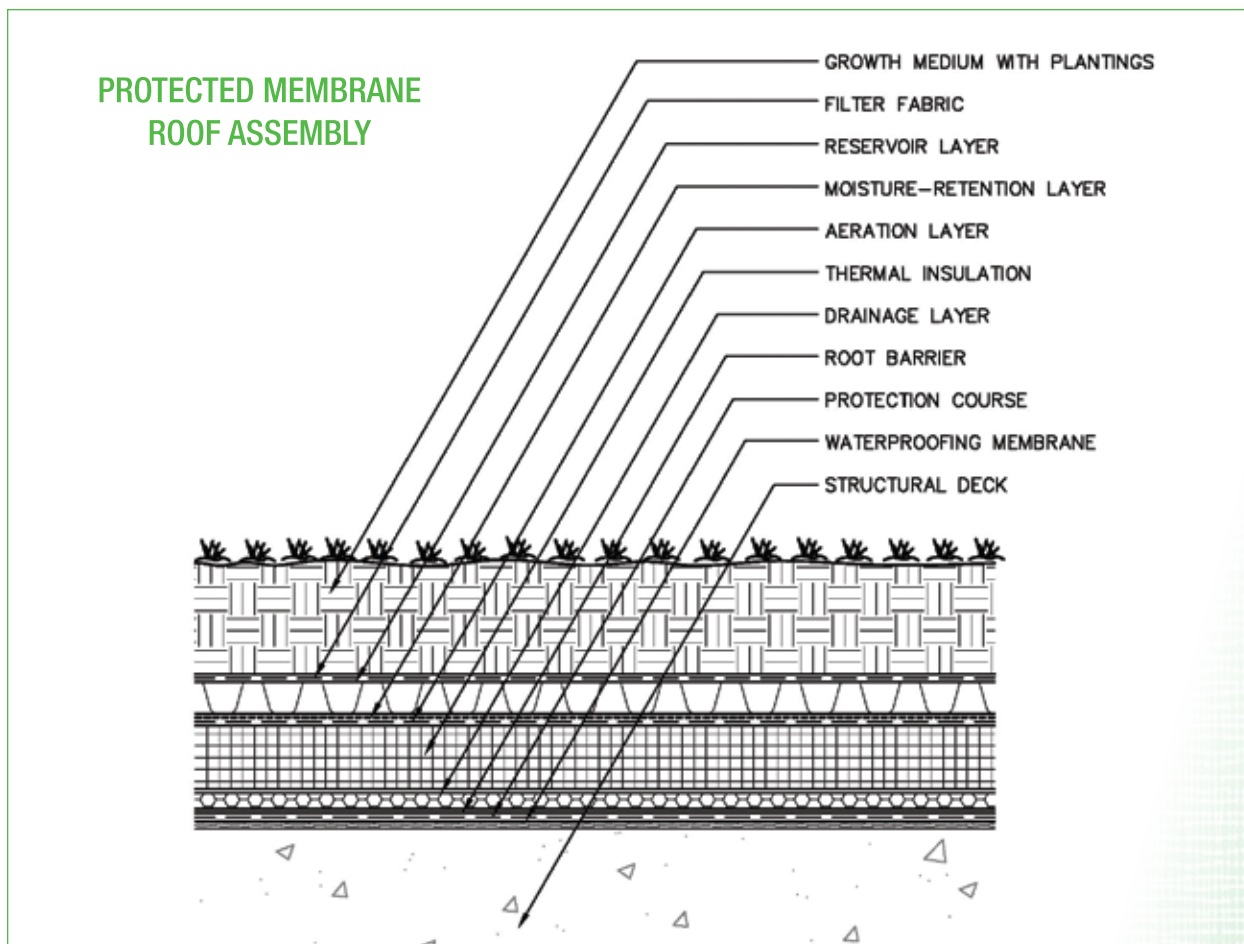 PROTECTED MEMBRANE
ROOF ASSEMBLY
GROWTH MEDIUM WITH PLANTINGS
FILTER FABRIC
RESERVOIR LAYER
MOISTURE–RETENTION LAYER
AERATION LAYER
THERMAL INSULATION
DRAINAGE LAYER
ROOT BARRIER
PROTECTION COURSE
WATERPROOFING MEMBRANE
STRUCTURAL DECK